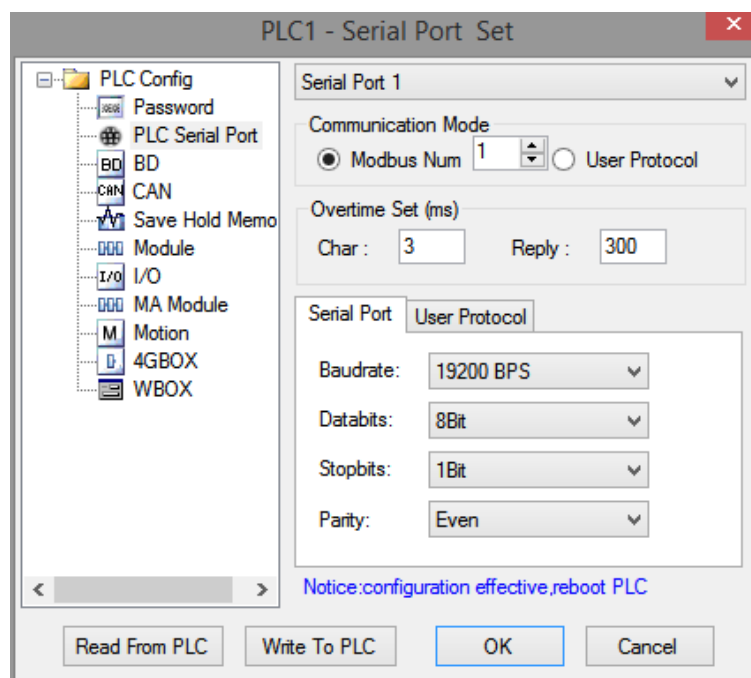 PLC1 - Serial Port Set
PLC Config
Password
PLC Serial Port
BD BD
CAN CAN
Save Hold Memo
Module
I/O I/O
MA Module
M Motion
4GBOX
WBOX
Serial Port 1
Communication Mode
Modbus Num 1 User Protocol
Overtime Set (ms)
Char : 3 Reply : 300
Serial Port User Protocol
Baudrate: 19200 BPS
Databits: 8Bit
Stopbits: 1Bit
Parity: Even
Notice:configuration effective,reboot PLC
Read From PLC Write To PLC OK Cancel